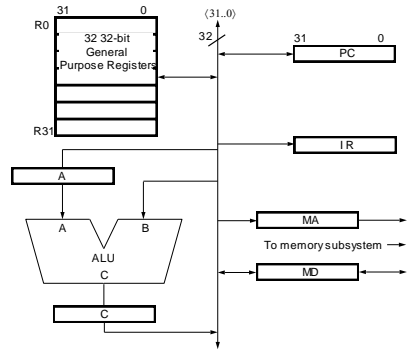 31 0
R0
32 32-bit
General
Purpose Registers
R31
⟨31..0⟩
32
31 0
PC
IR
A
A B
ALU
C
C
MA
To memory subsystem
MD